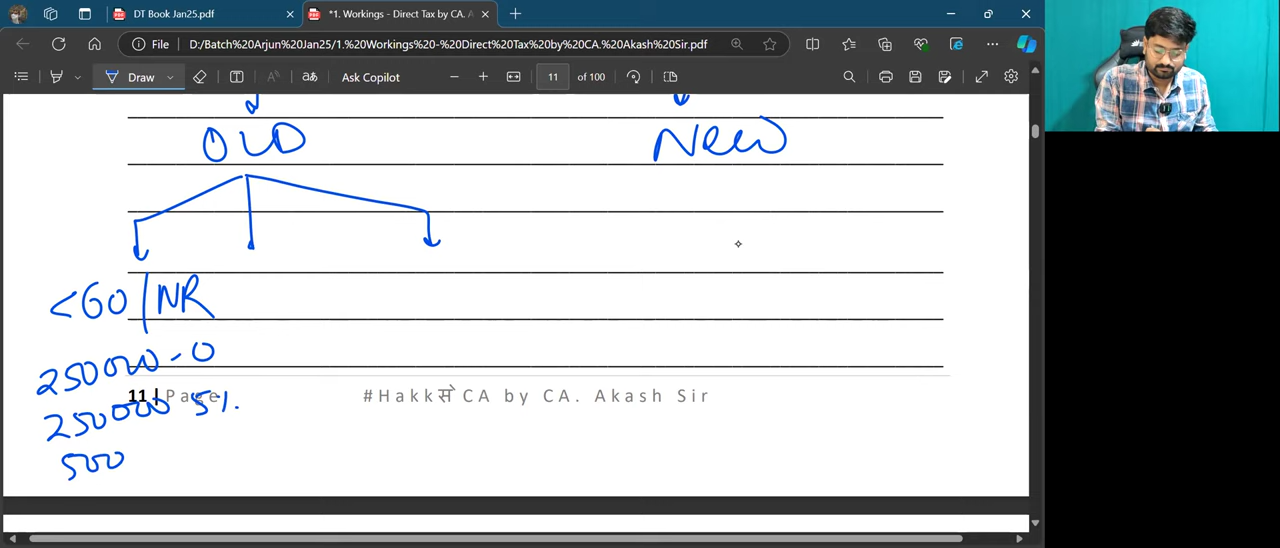 DT Book Jan25.pdf
*1. Workings - Direct Tax by CA. A
File D:/Batch%20Arjun%20Jan25/1.%20Workings%20-%20Direct%20Tax%20by%20CA.%20Akash%20Sir.pdf
Draw
aあ
Ask Copilot
11 of 100
OLD
New
<60/NR
250000 - 0
11 | Page
#Hakkसे CA by CA. Akash Sir
250000 5%.
500